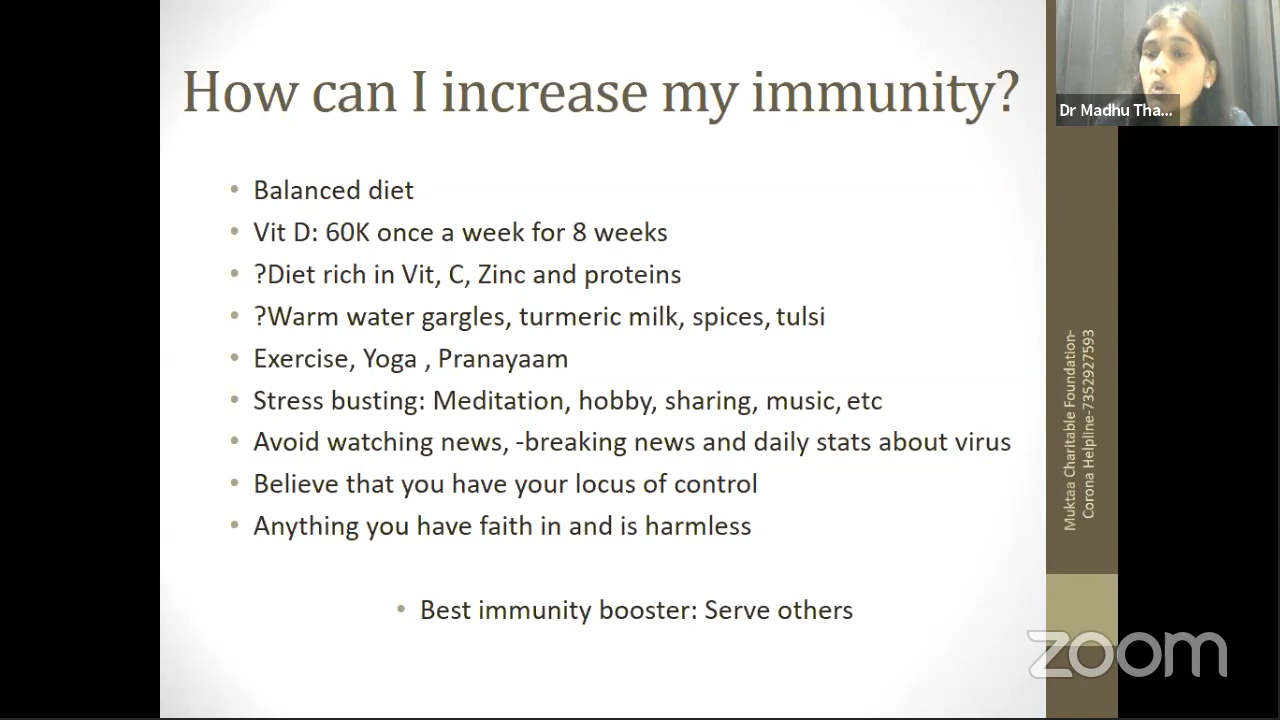 How can I increase my immunity?
Dr Madhu Tha...
• Balanced diet
• Vit D: 60K once a week for 8 weeks
• ?Diet rich in Vit, C, Zinc and proteins
• ?Warm water gargles, turmeric milk, spices, tulsi
• Exercise, Yoga , Pranayaam
• Stress busting: Meditation, hobby, sharing, music, etc
• Avoid watching news, -breaking news and daily stats about virus
• Believe that you have your locus of control
• Anything you have faith in and is harmless
• Best immunity booster: Serve others
Muktaa Charitable Foundation-
Corona Helpline-7352927593
zoom